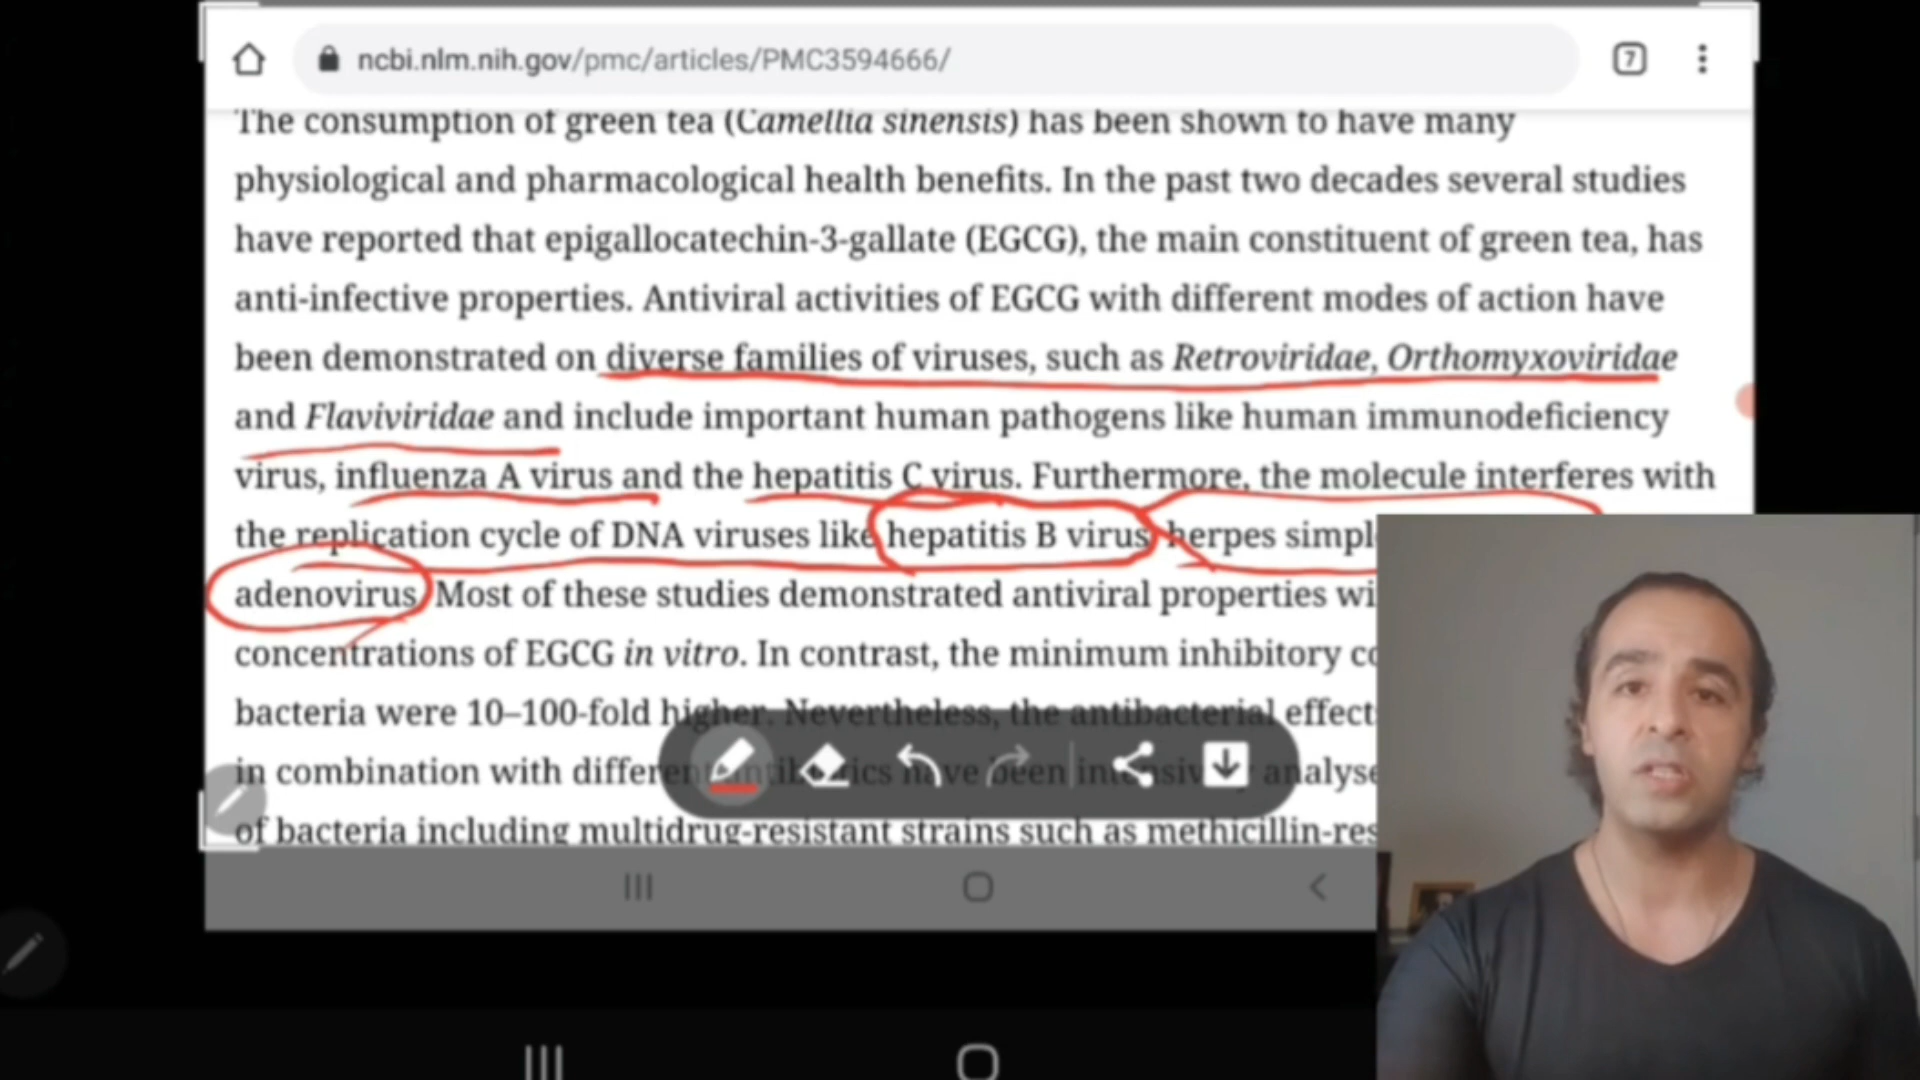 ncbi.nlm.nih.gov/pmc/articles/PMC3594666/
7
The consumption of green tea (Camellia sinensis) has been shown to have many
physiological and pharmacological health benefits. In the past two decades several studies
have reported that epigallocatechin-3-gallate (EGCG), the main constituent of green tea, has
anti-infective properties. Antiviral activities of EGCG with different modes of action have
been demonstrated on diverse families of viruses, such as Retroviridae, Orthomyxoviridae
and Flaviviridae and include important human pathogens like human immunodeficiency
virus, influenza A virus and the hepatitis C virus. Furthermore, the molecule interferes with
the replication cycle of DNA viruses like hepatitis B virus, herpes simpl
adenovirus. Most of these studies demonstrated antiviral properties wi
concentrations of EGCG in vitro. In contrast, the minimum inhibitory co
bacteria were 10–100-fold higher. Nevertheless, the antibacterial effect
in combination with different antibiotics have been intensively analyse
of bacteria including multidrug-resistant strains such as methicillin-res